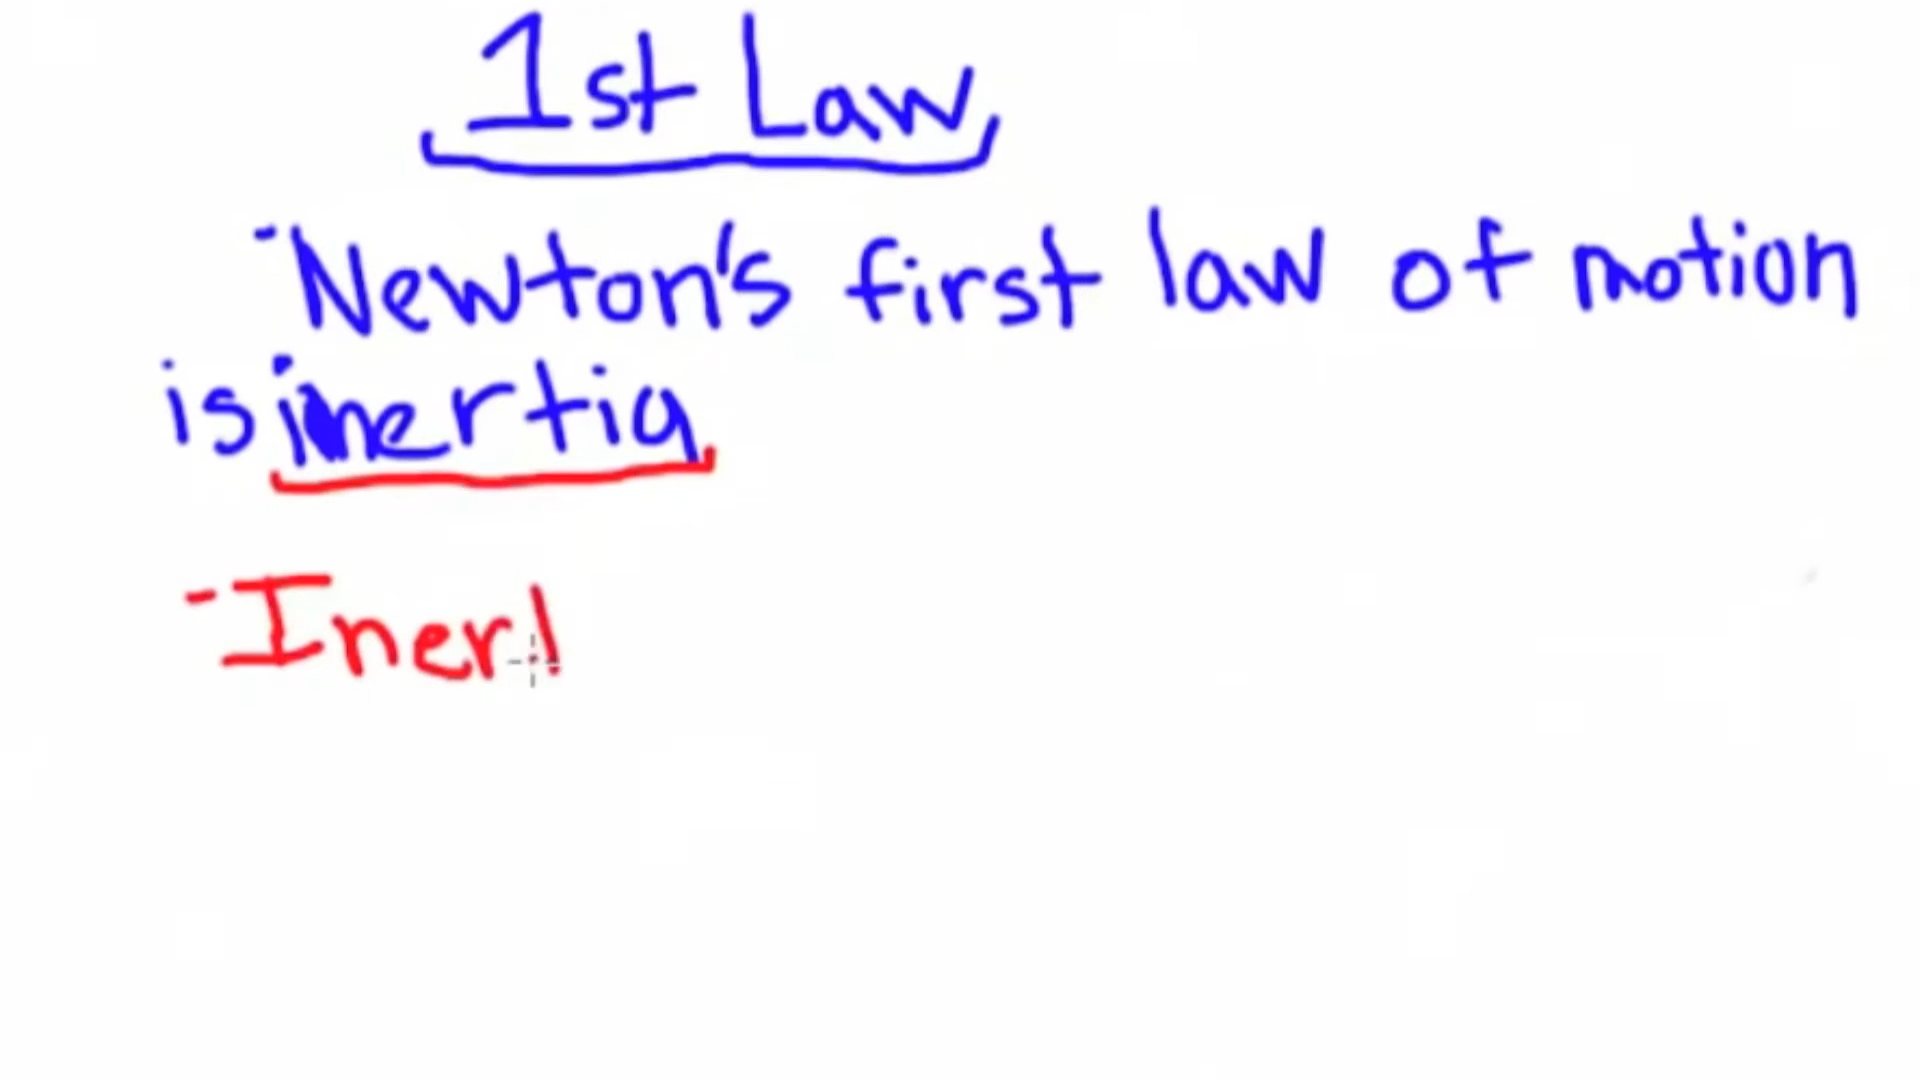 1st Law
- Newton's first law of motion
is inertia
- Iner